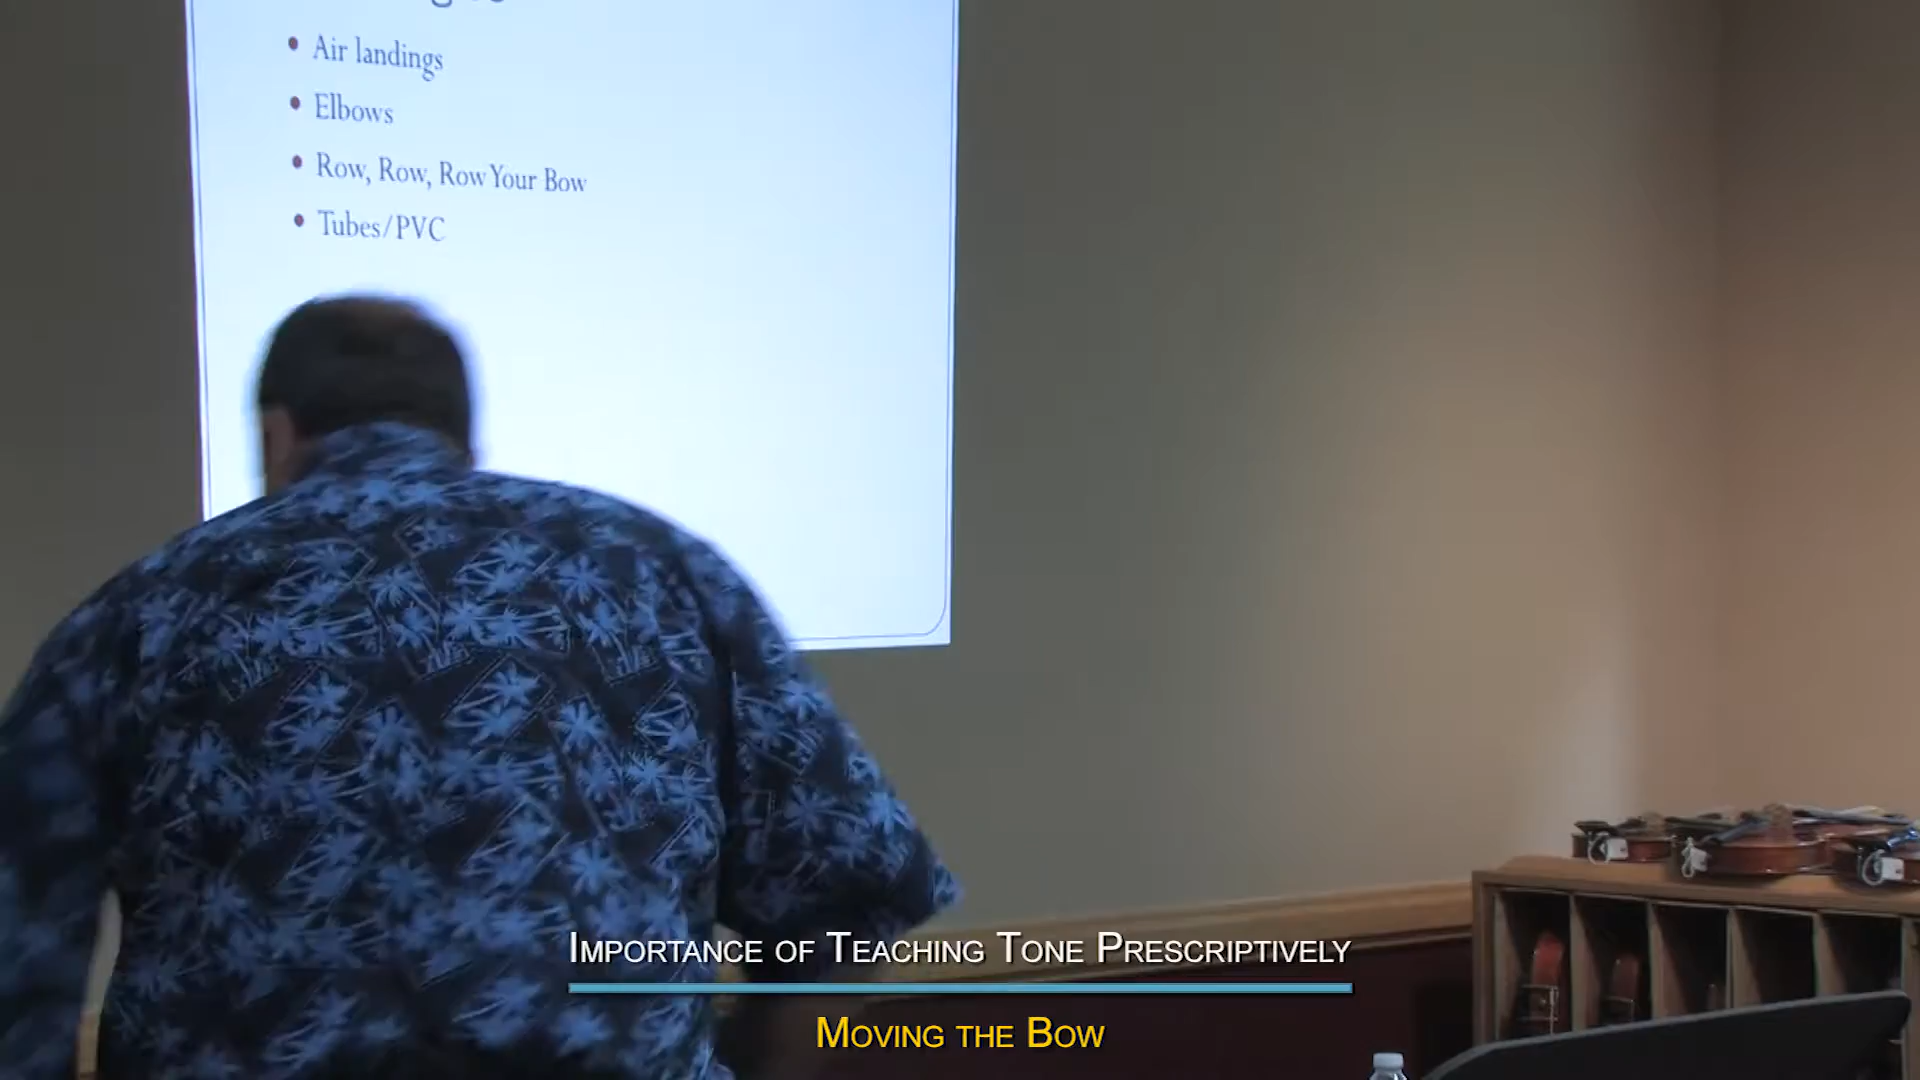 Air landings
Elbows
Row, Row, Row Your Bow
Tubes/PVC
Importance of Teaching Tone Prescriptively
Moving the Bow